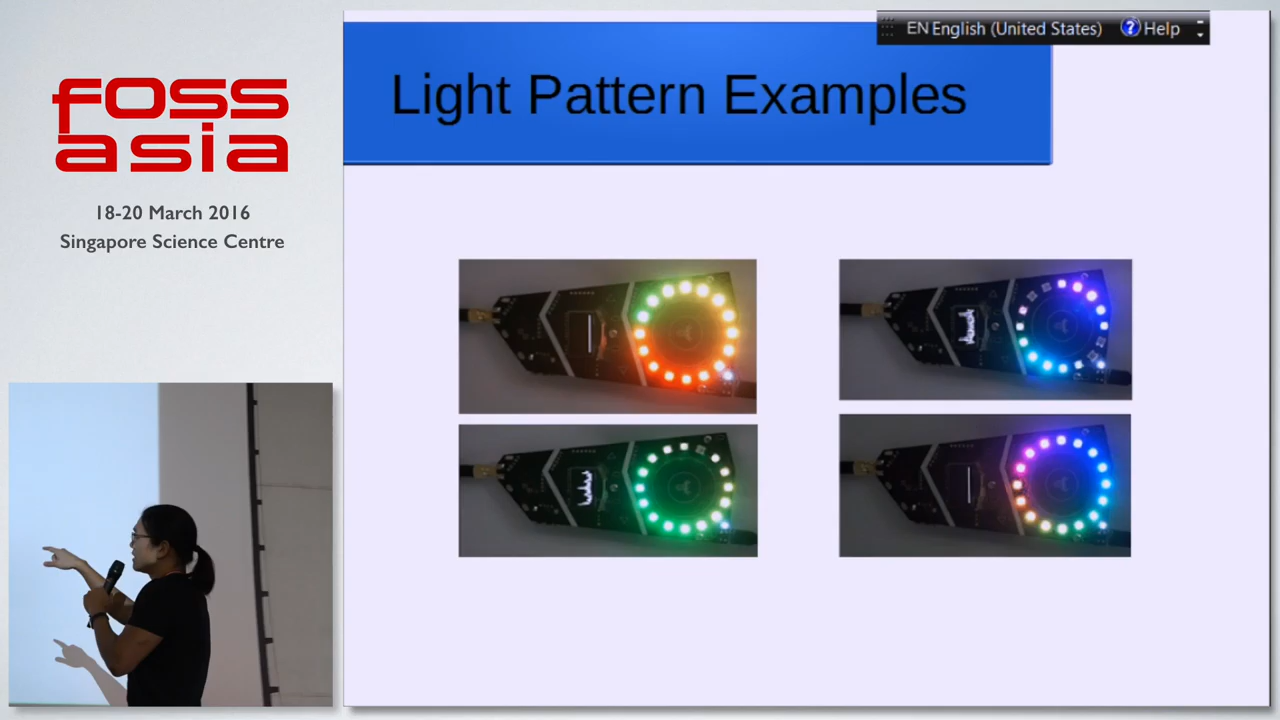 fOSS
asia
18-20 March 2016
Singapore Science Centre
EN English (United States) ? Help
Light Pattern Examples